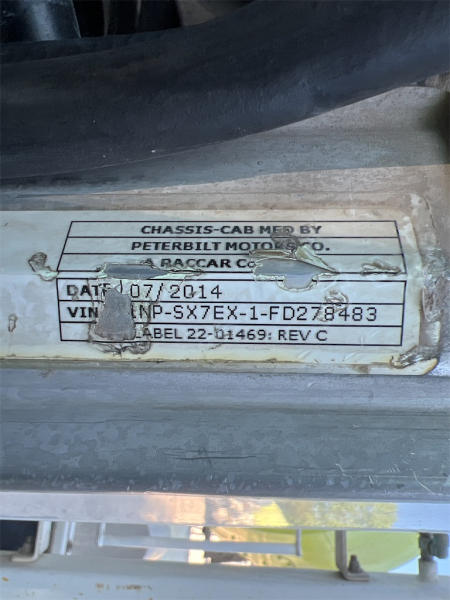 CHASSIS-CAB MFD BY
PETERBILT MOTORS CO.
A PACCAR Co
DATE 07/2014
VIN NP-SX7EX-1-FD278483
LABEL 22-01469: REV C